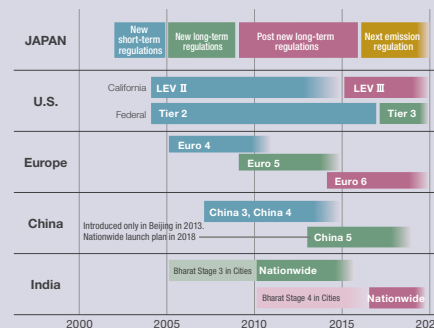 JAPAN
New
short-term
regulations
New long-term
regulations
Post new long-term
regulations
Next emission
regulation
U.S.
California
LEV II
LEV III
Federal
Tier 2
Tier 3
Europe
Euro 4
Euro 5
Euro 6
China
China 3, China 4
Introduced only in Beijing in 2013.
Nationwide launch plan in 2018
China 5
India
Bharat Stage 3 in Cities
Nationwide
Bharat Stage 4 in Cities
Nationwide
2000
2005
2010
2015